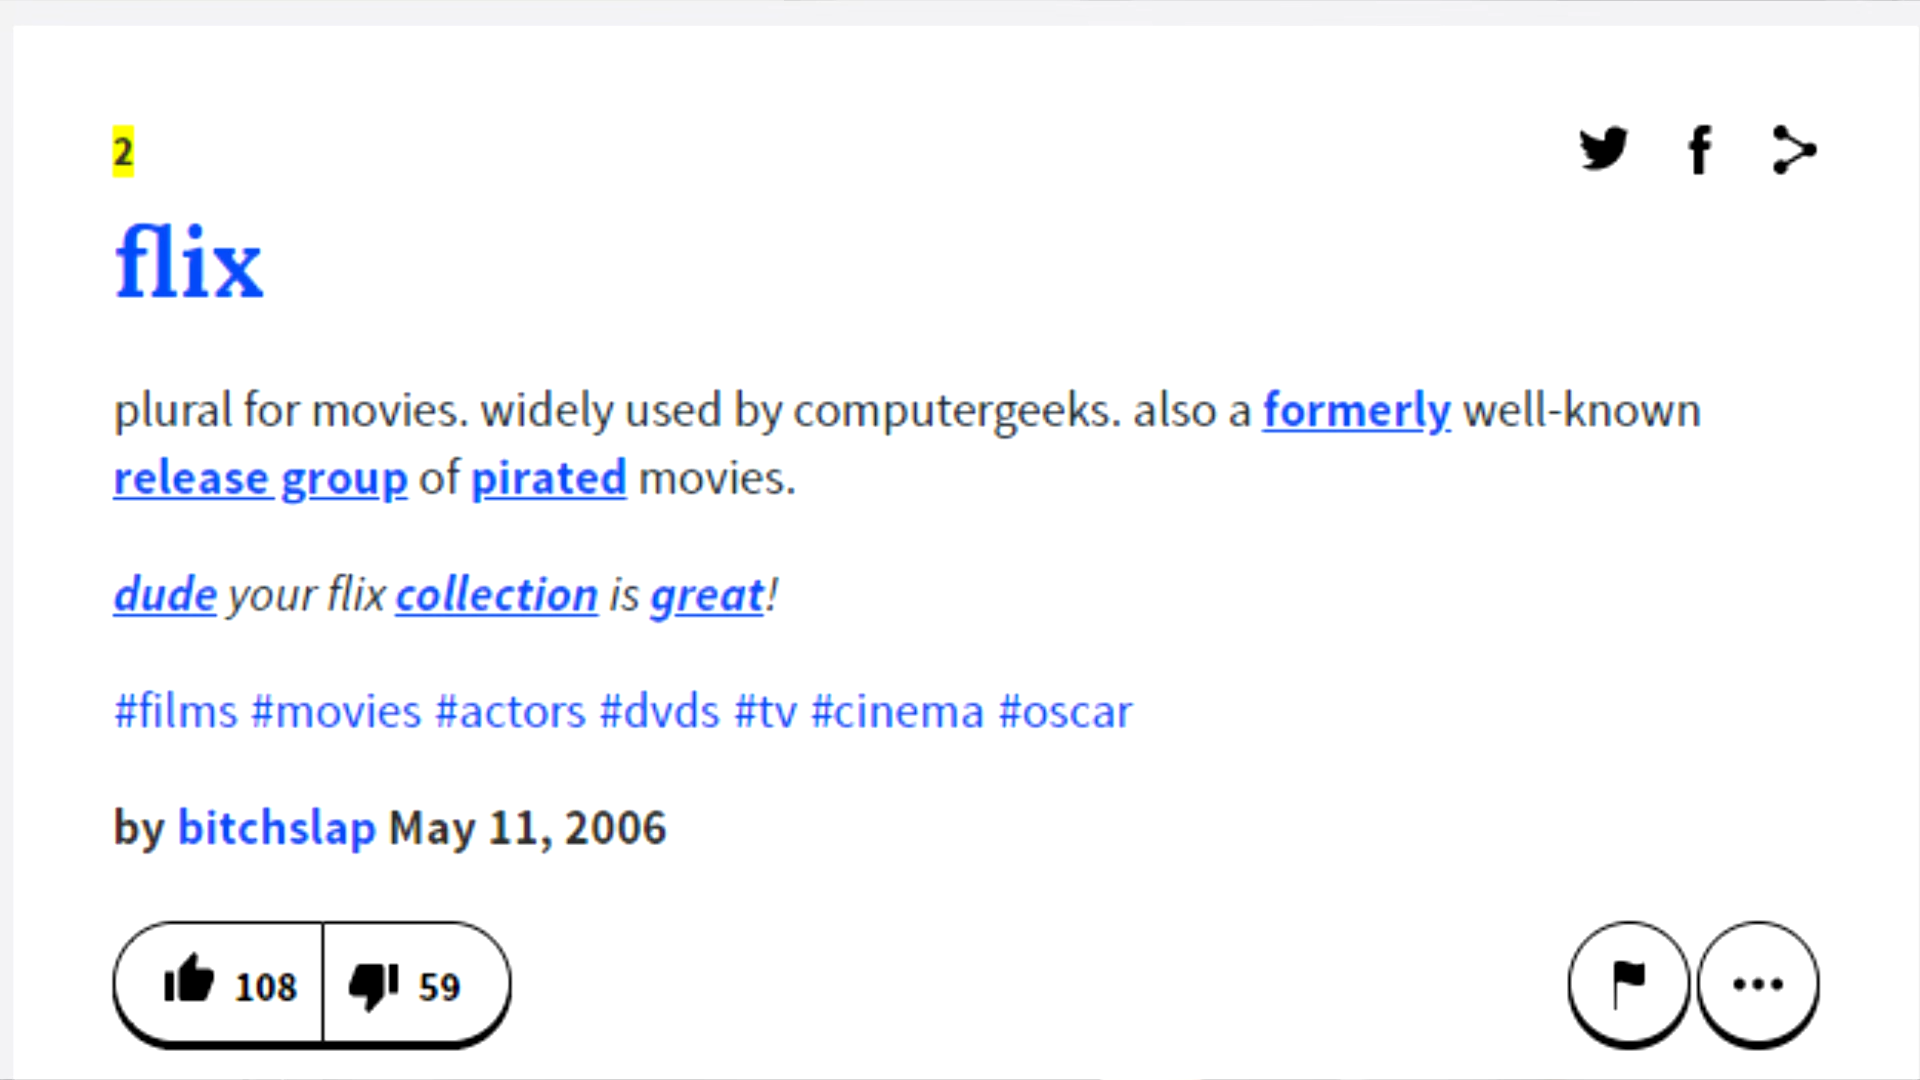 2
flix
plural for movies. widely used by computergeeks. also a formerly well-known
release group of pirated movies.
dude your flix collection is great!
#films #movies #actors #dvds #tv #cinema #oscar
by bitchslap May 11, 2006
108 59